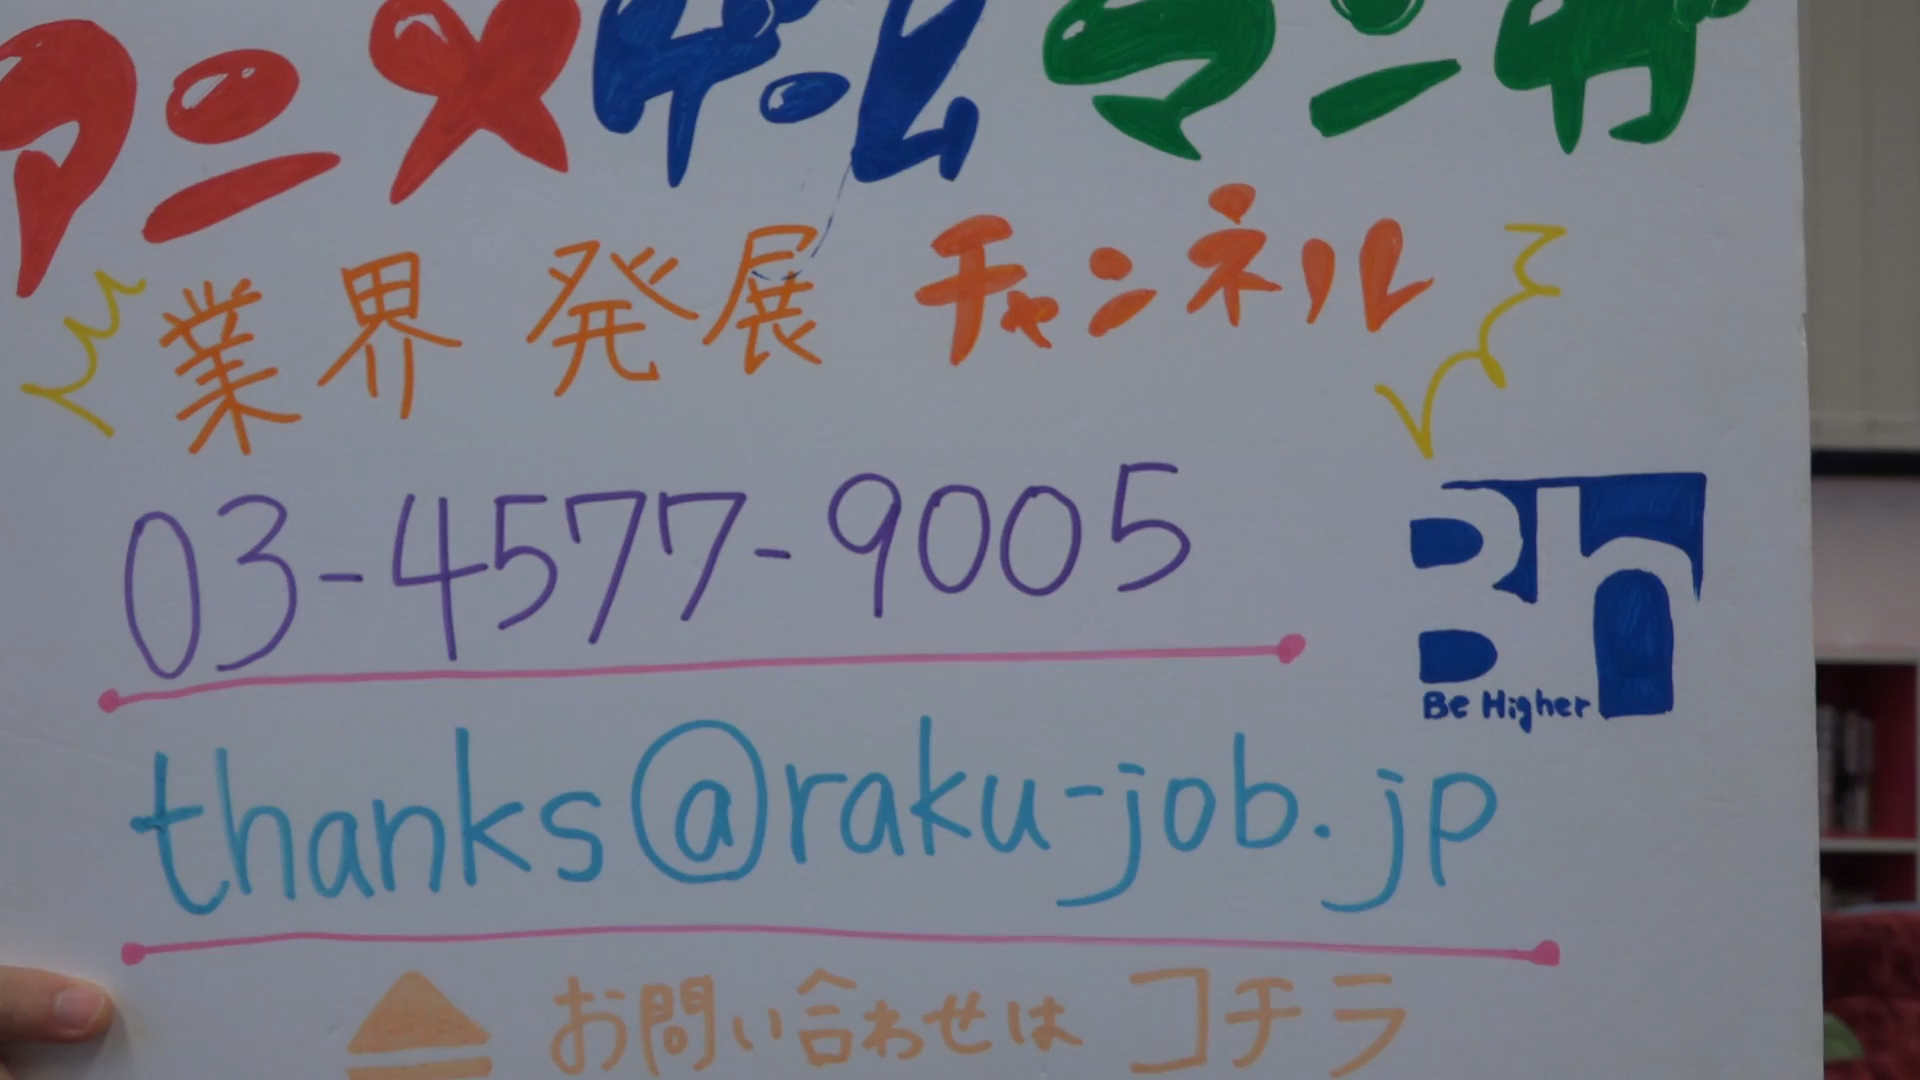 アニメゲームマンガ
業界発展チャンネル
03-4577-9005
Be Higher
thanks@raku-job.jp
お問い合わせはコチラ